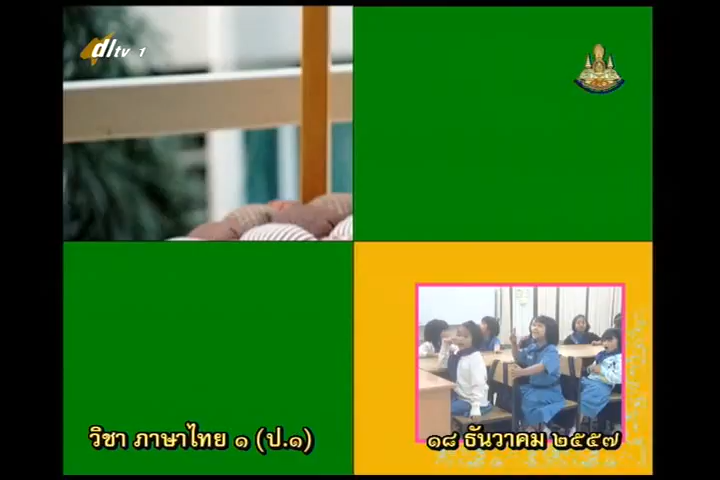 dltv 1
วิชา ภาษาไทย ๑ (ป.๑)
๑๘ ธันวาคม ๒๕๕๗